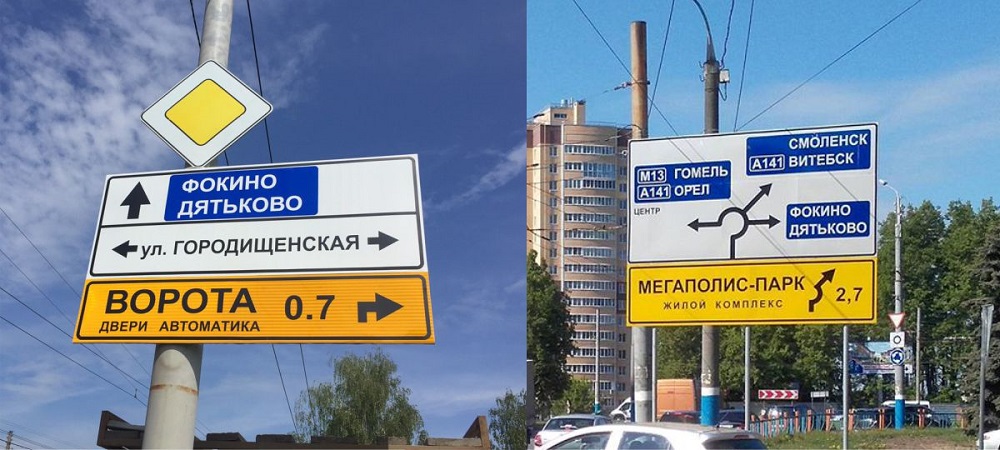 ФОКИНО
ДЯТЬКОВО
ул. ГОРОДИЩЕНСКАЯ
ВОРОТА 0.7
ДВЕРИ АВТОМАТИКА
СМОЛЕНСК
А141 ВИТЕБСК
М13 ГОМЕЛЬ
А141 ОРЕЛ
ЦЕНТР
ФОКИНО
ДЯТЬКОВО
МЕГАПОЛИС-ПАРК
ЖИЛОЙ КОМПЛЕКС 2,7